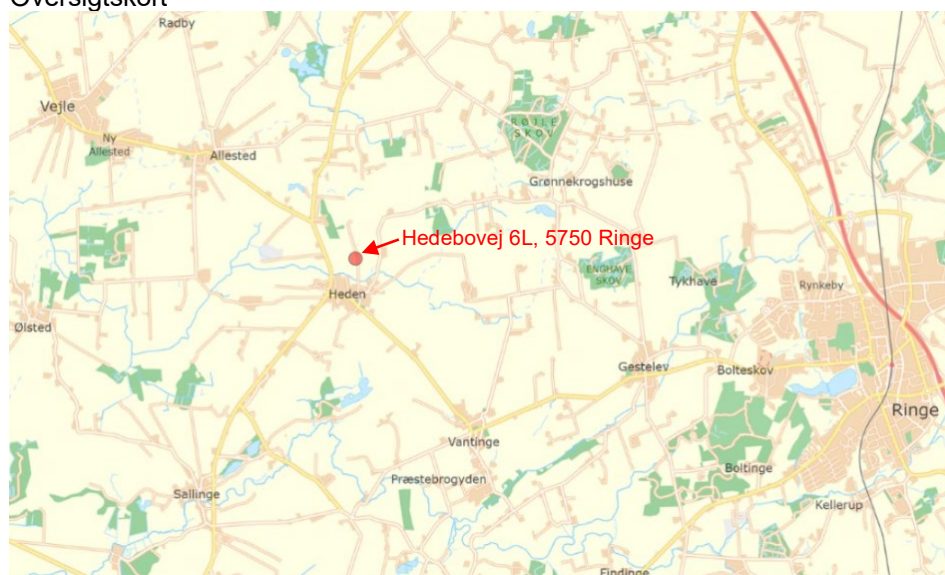 Oversigtskort
Radby
Vejle
Ny
Allested
Allested
RØJLE
SKOV
Grønnekrogshuse
Hedebovej 6L, 5750 Ringe
ENGHAVE
SKOV
Tykhave
Rynkeby
Heden
Ølsted
Gestelev
Bolteskov
Ringe
Vantinge
Præstebrogyden
Boltinge
Sallinge
Kellerup
Findinge